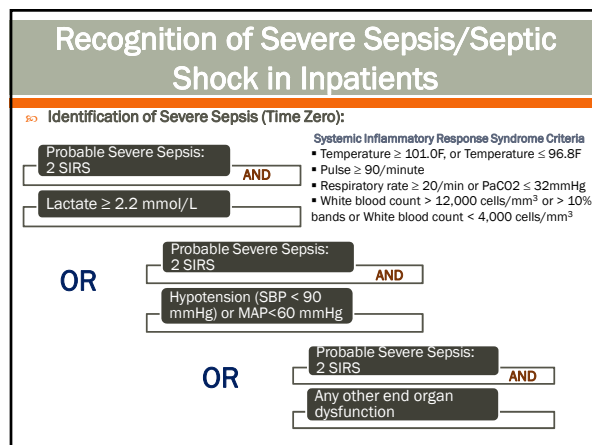 Recognition of Severe Sepsis/Septic
Shock in Inpatients
Identification of Severe Sepsis (Time Zero):
Probable Severe Sepsis:
2 SIRS
AND
Lactate ≥ 2.2 mmol/L
Systemic Inflammatory Response Syndrome Criteria
▪ Temperature ≥ 101.0F, or Temperature ≤ 96.8F
▪ Pulse ≥ 90/minute
▪ Respiratory rate ≥ 20/min or PaCO2 ≤ 32mmHg
▪ White blood count > 12,000 cells/mm³ or > 10%
bands or White blood count < 4,000 cells/mm³
OR
Probable Severe Sepsis:
2 SIRS
AND
Hypotension (SBP < 90
mmHg) or MAP<60 mmHg
OR
Probable Severe Sepsis:
2 SIRS
AND
Any other end organ
dysfunction